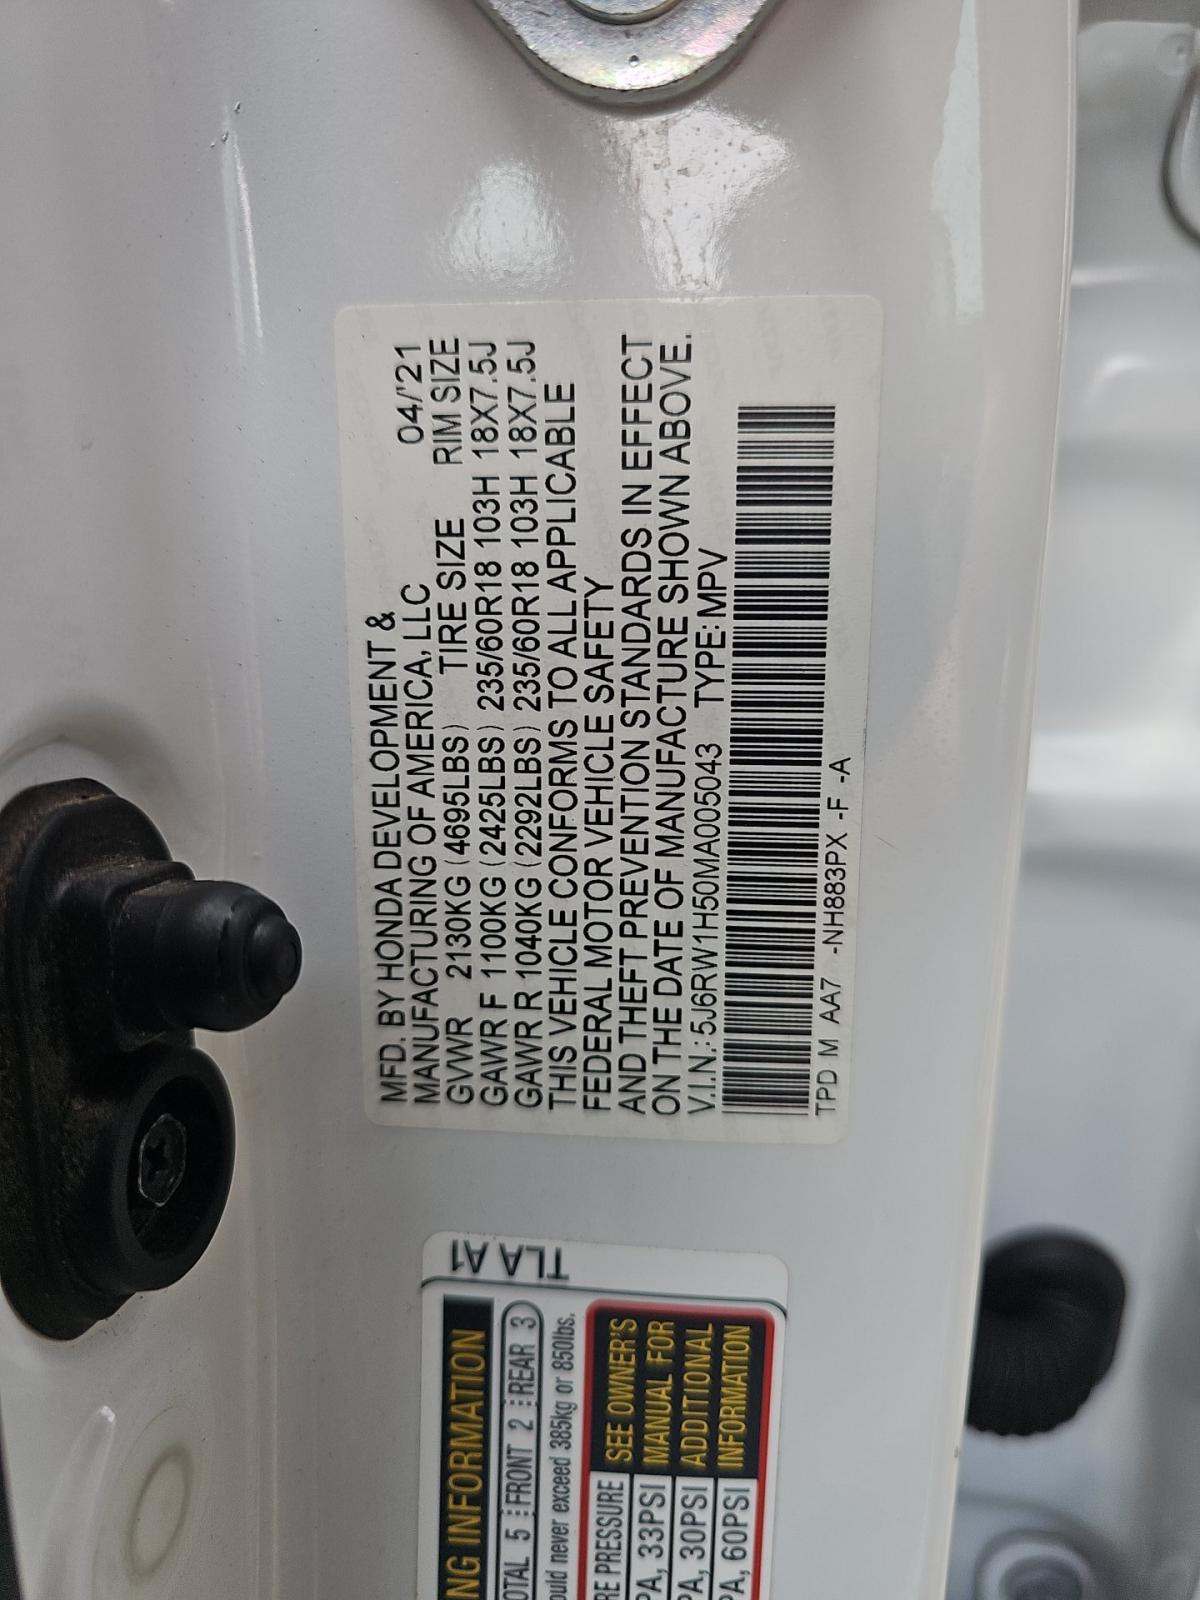 MFD. BY HONDA DEVELOPMENT &
MANUFACTURING OF AMERICA, LLC 04/'21
GVWR 2130KG (4695LBS) TIRE SIZE RIM SIZE
GAWR F 1100KG (2425LBS) 235/60R18 103H 18X7.5J
GAWR R 1040KG (2292LBS) 235/60R18 103H 18X7.5J
THIS VEHICLE CONFORMS TO ALL APPLICABLE
FEDERAL MOTOR VEHICLE SAFETY
AND THEFT PREVENTION STANDARDS IN EFFECT
ON THE DATE OF MANUFACTURE SHOWN ABOVE.
V.I.N.:5J6RW1H50MA005043 TYPE:MPV
TPD M AA7 -NH883PX -F -A
TLA A1
NG INFORMATION
OTAL 5 FRONT 2 REAR 3
ould never exceed 385kg or 850lbs.
RE PRESSURE SEE OWNER'S
PA, 33PSI MANUAL FOR
PA, 30PSI ADDITIONAL
PA, 60PSI INFORMATION